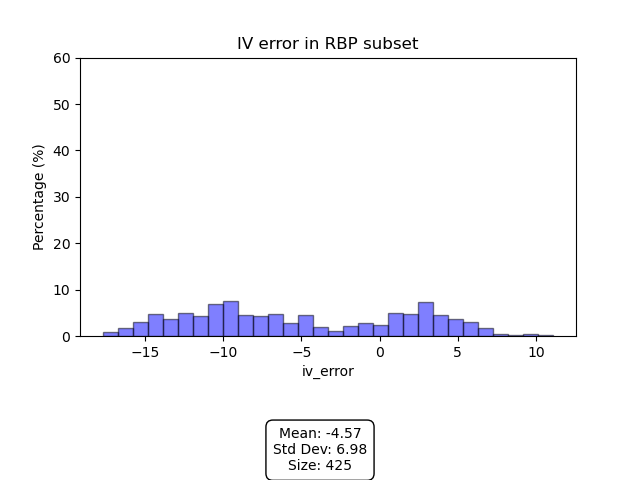 IV error in RBP subset
60
50
40
30
20
10
0
Percentage (%)
−15
−10
−5
0
5
10
iv_error
Mean: -4.57
Std Dev: 6.98
Size: 425